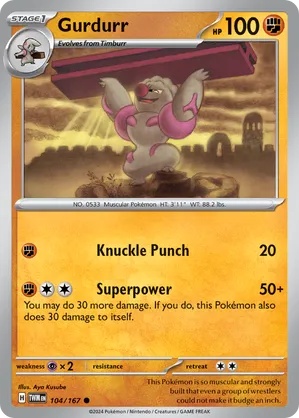 STAGE 1
Gurdurr
HP 100
Evolves from Timburr
NO. 0533 Muscular Pokémon HT. 3'11" WT. 88.2 lbs.
Knuckle Punch 20
Superpower 50+
You may do 30 more damage. If you do, this Pokémon also
does 30 damage to itself.
Illus. Ayo Kusube
weakness × 2 resistance retreat
H TWM EN 104/167
This Pokémon is so muscular and
strongly built that even a group of wrestlers
could not make it budge an inch.
©2024 Pokémon / Nintendo / Creatures / GAME FREAK